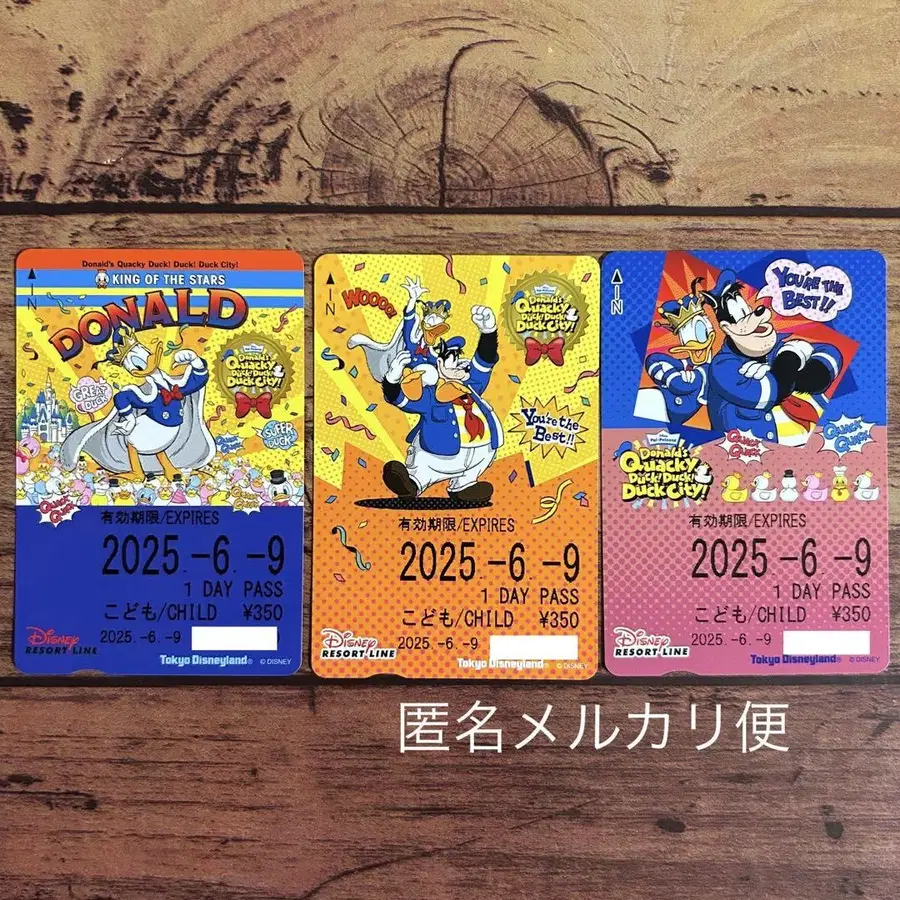 Donald's Quacky Duck! Duck! Duck City!
KING OF THE STARS
DONALD
IN
GREAT
DUCK
Donald's
Quacky
Duck! Duck!
Duck City!
SUPER
DUCK
QUACK
QUACK
QUACK
QUACK
有効期限/EXPIRES
2025.-6.-9
1 DAY PASS
こども/CHILD ¥350
2025.-6.-9
Disney
RESORT LINE
Tokyo Disneyland® ©DISNEY
IN
WOOOO!
Donald's
Quacky
Duck! Duck!
Duck City!
You're the
Best!!
有効期限/EXPIRES
2025.-6.-9
1 DAY PASS
こども/CHILD ¥350
2025.-6.-9
Disney
RESORT LINE
Tokyo Disneyland® ©DISNEY
IN
YOU'RE THE
BEST!!
Donald's
Quacky
Duck! Duck!
Duck City!
QUACK
QUACK
QUACK
QUACK
有効期限/EXPIRES
2025.-6.-9
1 DAY PASS
こども/CHILD ¥350
2025.-6.-9
Disney
RESORT LINE
Tokyo Disneyland® ©DISNEY
匿名メルカリ便